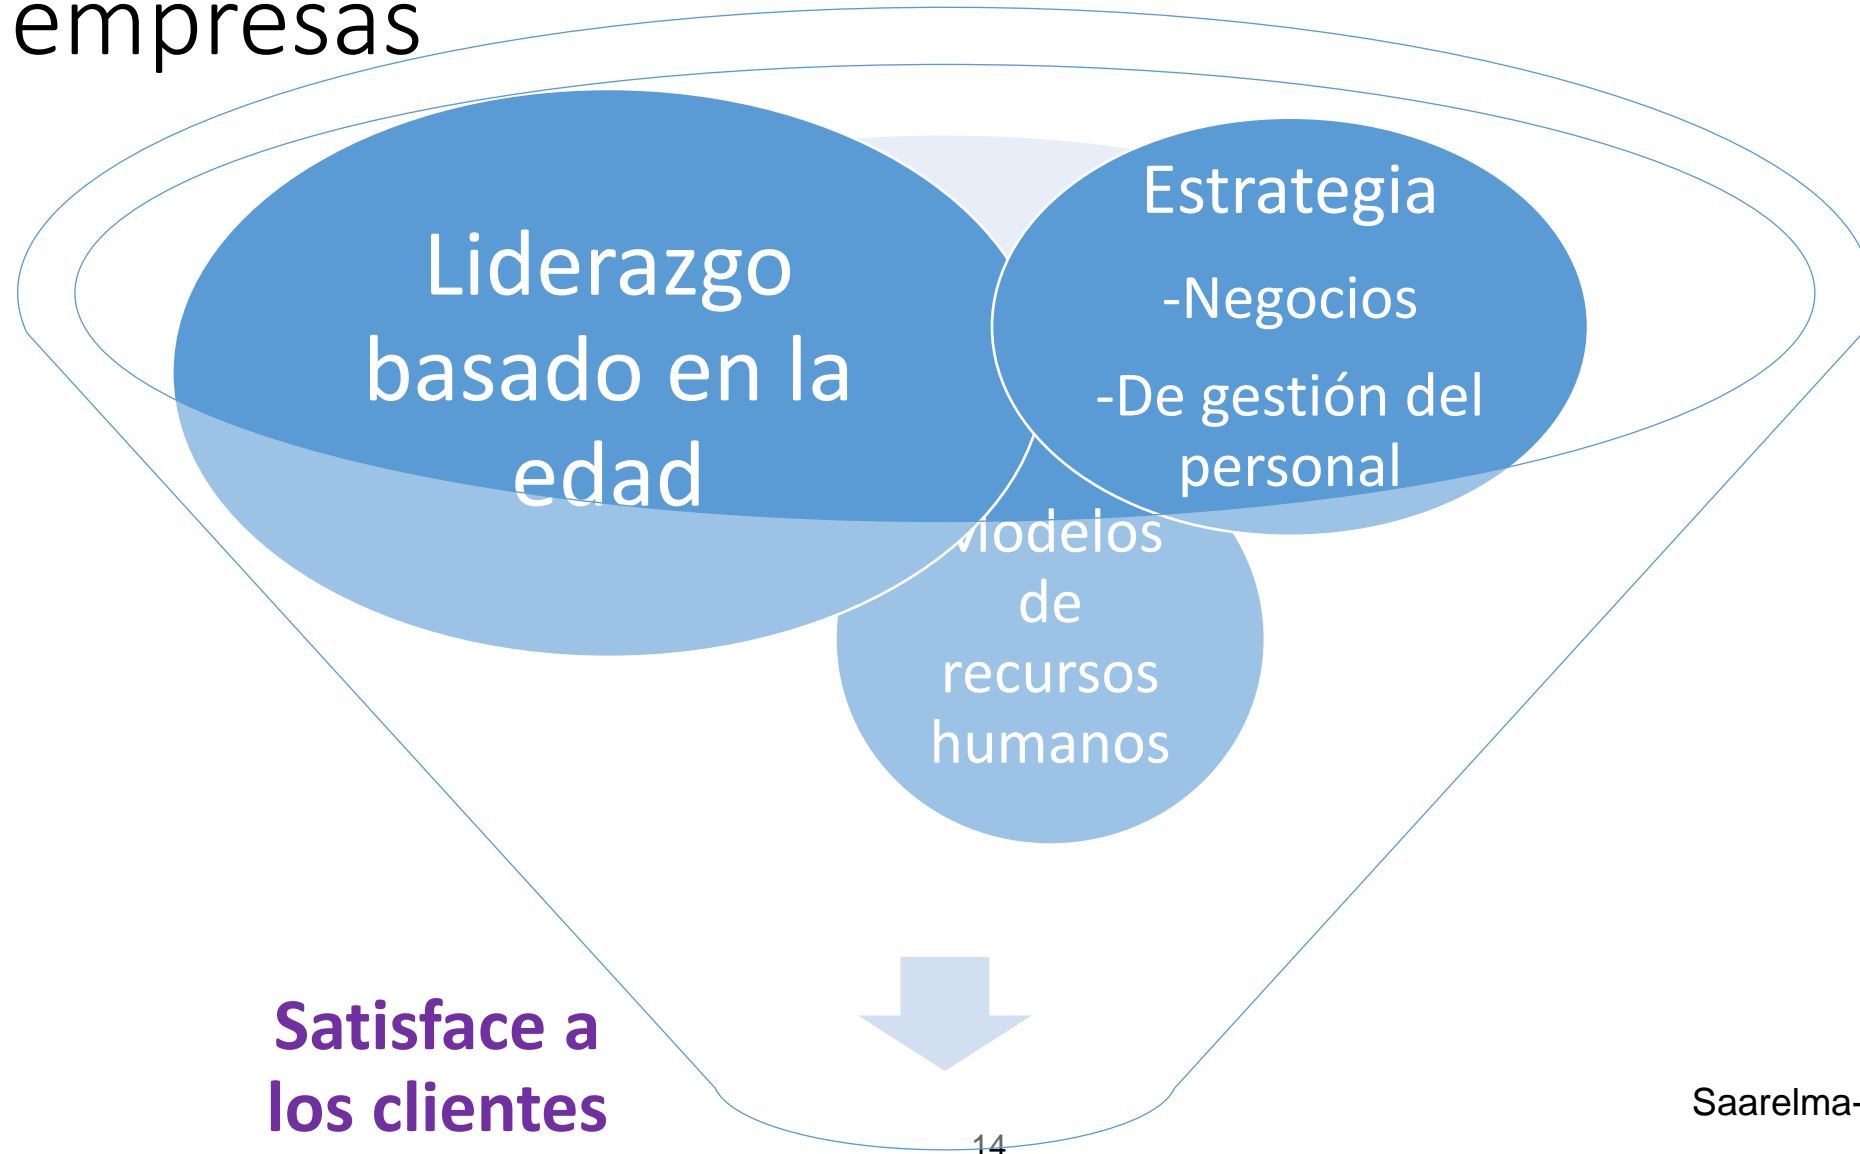 empresas
Liderazgo
basado en la
edad
Estrategia
-Negocios
-De gestión del
personal
Modelos
de
recursos
humanos
Satisface a
los clientes
Saarelma-
14